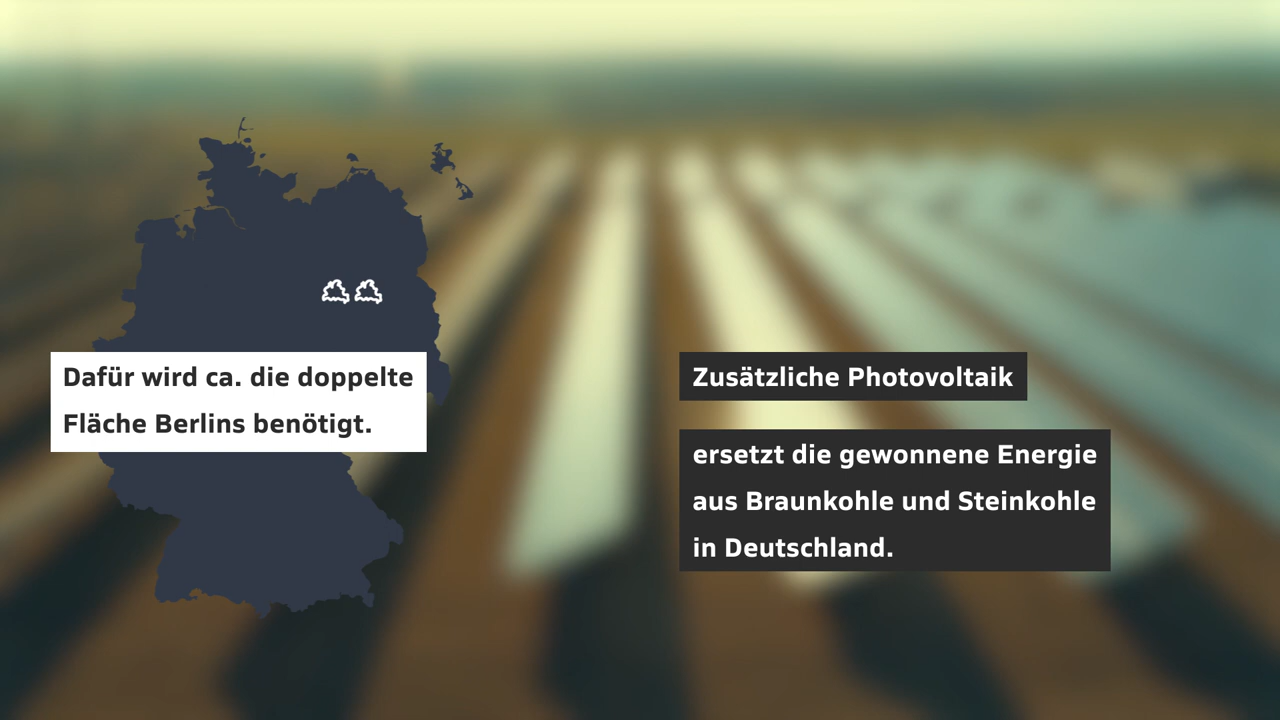 Dafür wird ca. die doppelte
Fläche Berlins benötigt.
Zusätzliche Photovoltaik
ersetzt die gewonnene Energie
aus Braunkohle und Steinkohle
in Deutschland.